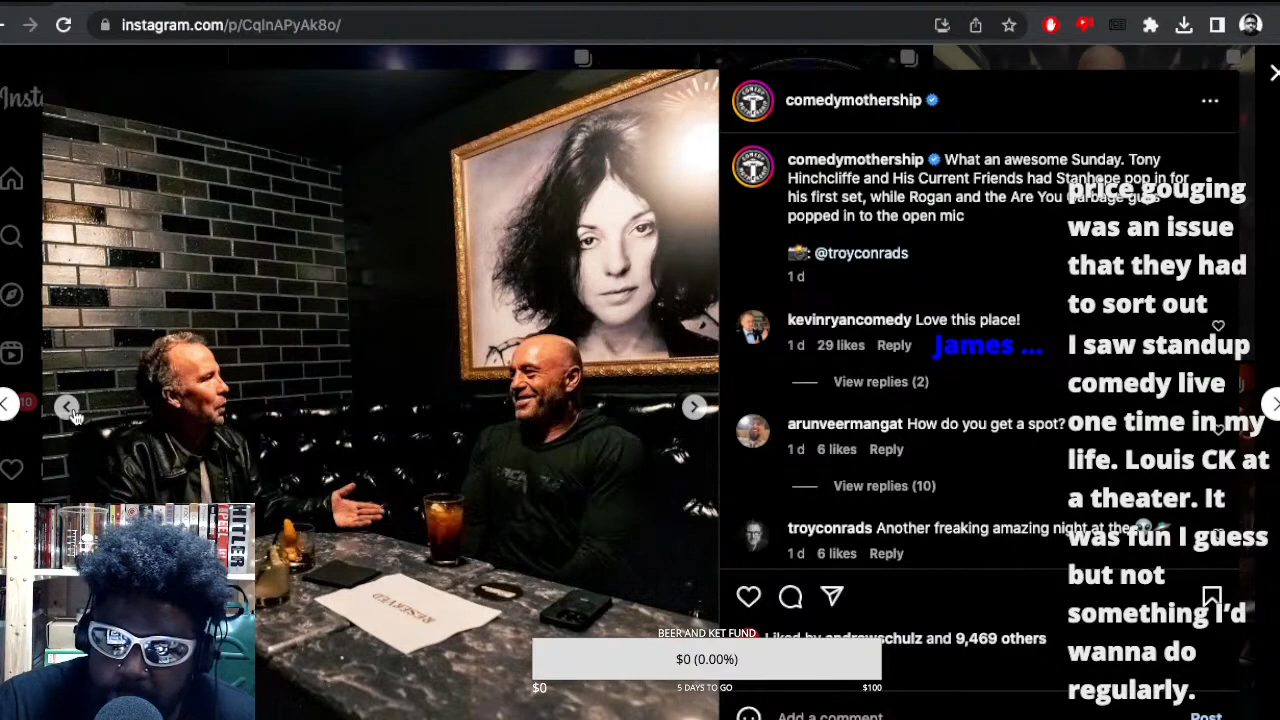 instagram.com/p/CqInAPyAk8o/
Insta
comedymothership
comedymothership What an awesome Sunday. Tony
Hinchcliffe and His Current Friends had Stanhope pop in for
his first set, while Rogan and the Are You Garbage guys
popped in to the open mic
: @troyconrads
1 d
kevinryancomedy Love this place!
1 d 29 likes Reply
View replies (2)
arunveermangat How do you get a spot?
1 d 6 likes Reply
View replies (10)
troyconrads Another freaking amazing night at the
1 d 6 likes Reply
Liked by andrewschulz and 9,469 others
Add a comment...
Post
James ...
price gouging
was an issue
that they had
to sort out
I saw standup
comedy live
one time in my
life. Louis CK at
a theater. It
was fun I guess
but not
something I'd
wanna do
regularly.
10
RESERVED
HITLER
BEER AND KET FUND
$0 (0.00%)
$0
5 DAYS TO GO
$100